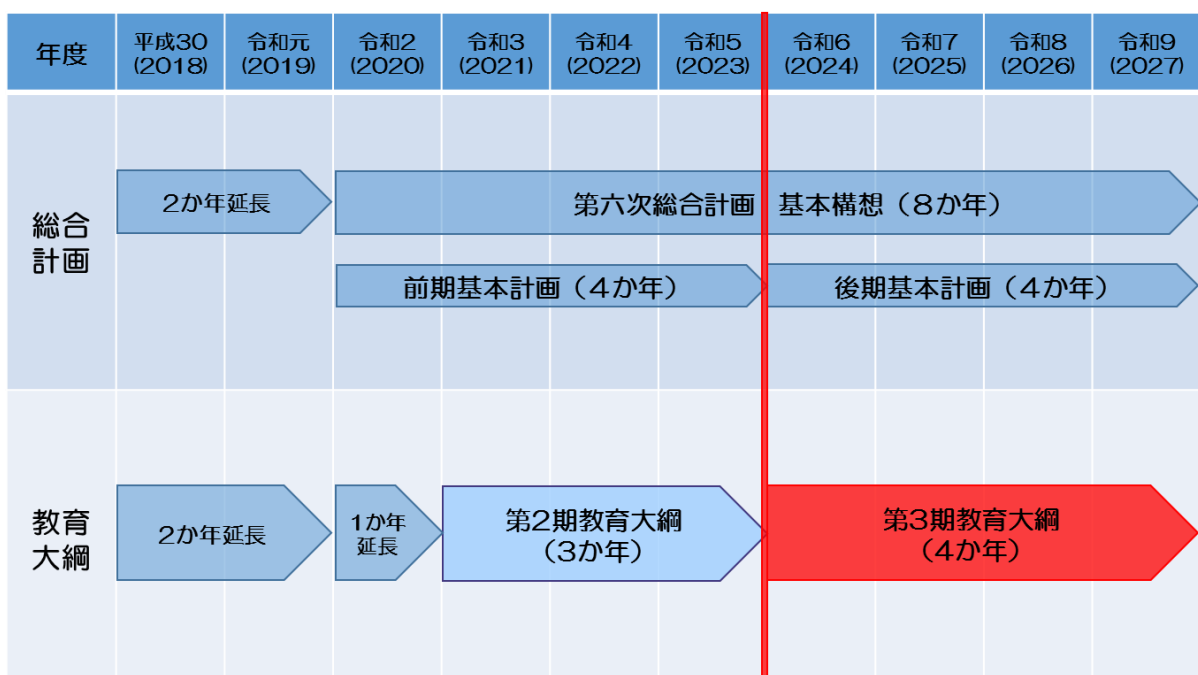 年度
平成30
(2018)
令和元
(2019)
令和2
(2020)
令和3
(2021)
令和4
(2022)
令和5
(2023)
令和6
(2024)
令和7
(2025)
令和8
(2026)
令和9
(2027)
総合
計画
2か年延長
第六次総合計画 基本構想（8か年）
前期基本計画（4か年）
後期基本計画（4か年）
教育
大綱
2か年延長
1か年
延長
第2期教育大綱
（3か年）
第3期教育大綱
（4か年）